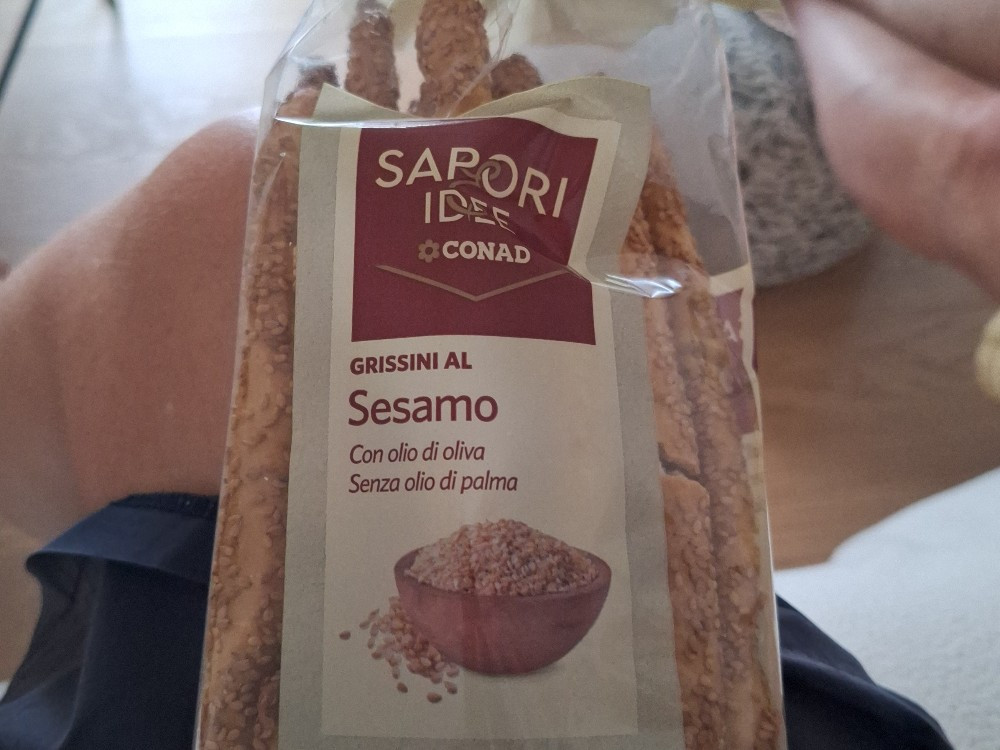 SAPORI
&
IDEE
CONAD
GRISSINI AL
Sesamo
Con olio di oliva
Senza olio di palma